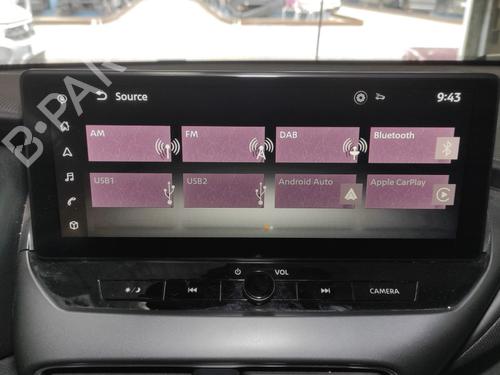 B-PAR
Source 9:43
AM FM DAB Bluetooth
USB1 USB2 Android Auto Apple CarPlay
VOL
CAMERA